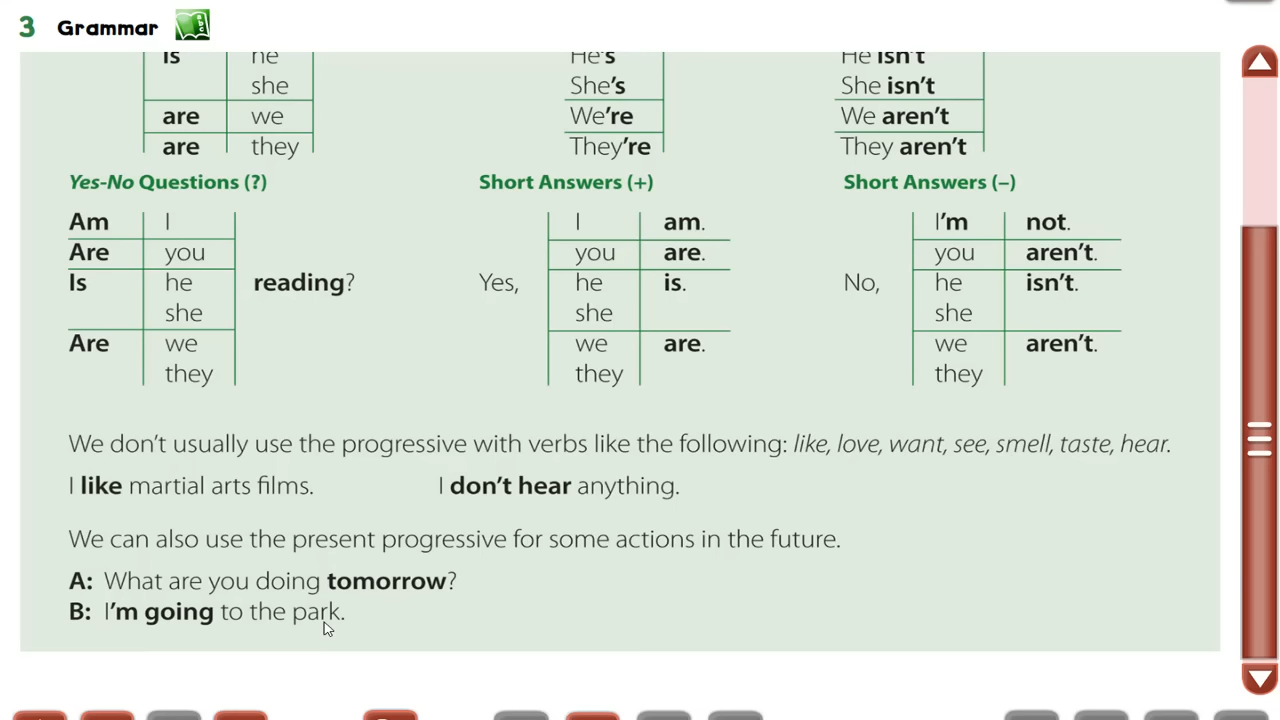 3 Grammar
is he He's He isn't
she She's She isn't
are we We're We aren't
are they They're They aren't
Yes-No Questions (?) Short Answers (+) Short Answers (–)
Am I I am. I'm not.
Are you you are. you aren't.
Is he reading? Yes, he is. No, he isn't.
she she she
Are we we are. we aren't.
they they they
We don't usually use the progressive with verbs like the following: like, love, want, see, smell, taste, hear.
I like martial arts films. I don't hear anything.
We can also use the present progressive for some actions in the future.
A: What are you doing tomorrow?
B: I'm going to the park.